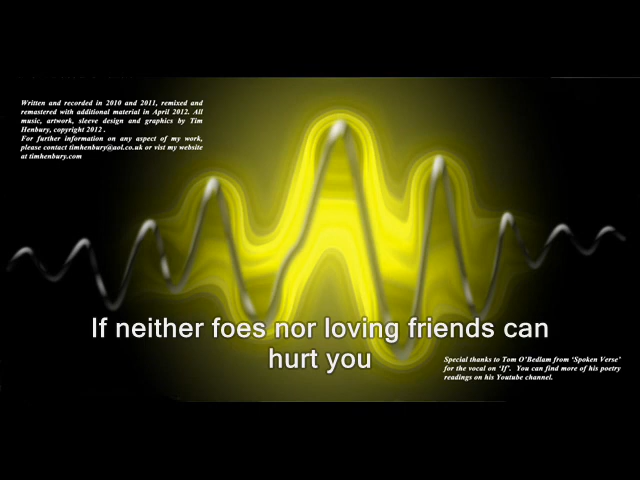 Written and recorded in 2010 and 2011, remixed and
remastered with additional material in April 2012. All
music, artwork, sleeve design and graphics by Tim
Henbury, copyright 2012 .
For further information on any aspect of my work,
please contact timhenbury@aol.co.uk or vist my website
at timhenbury.com
If neither foes nor loving friends can
hurt you
Special thanks to Tom O'Bedlam from 'Spoken Verse'
for the vocal on 'If'. You can find more of his poetry
readings on his Youtube channel.